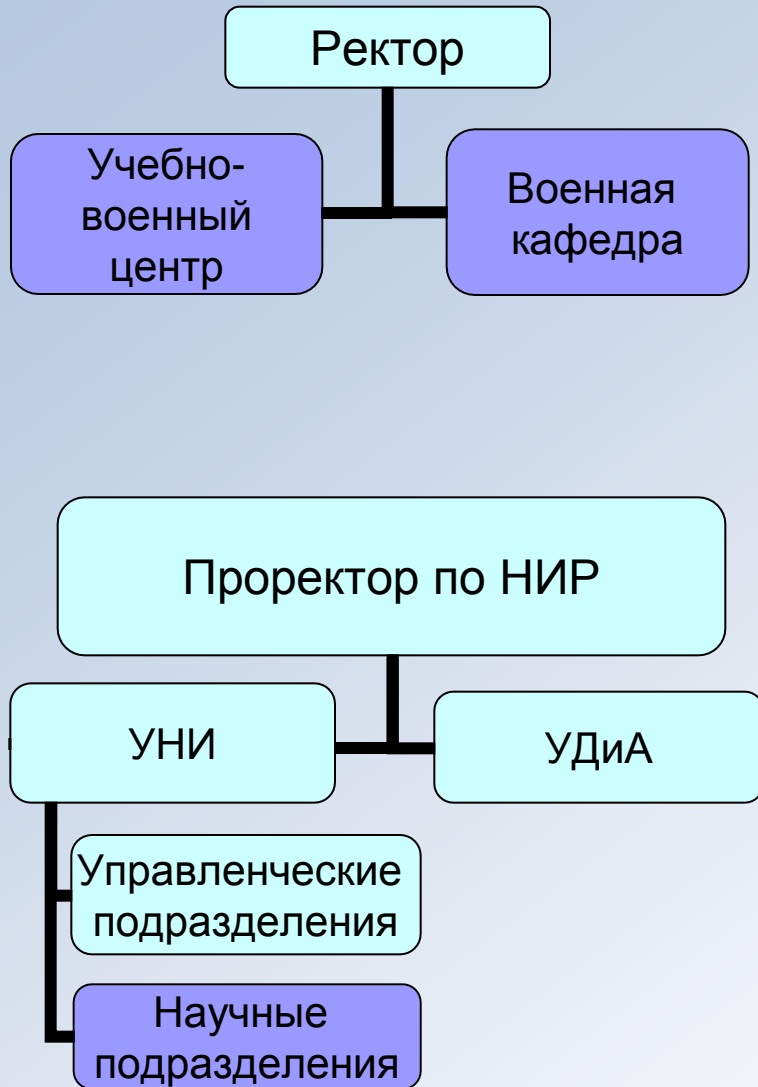 Ректор
Учебно-
военный
центр
Военная
кафедра
Проректор по НИР
УНИ
УДиА
Управленческие
подразделения
Научные
подразделения